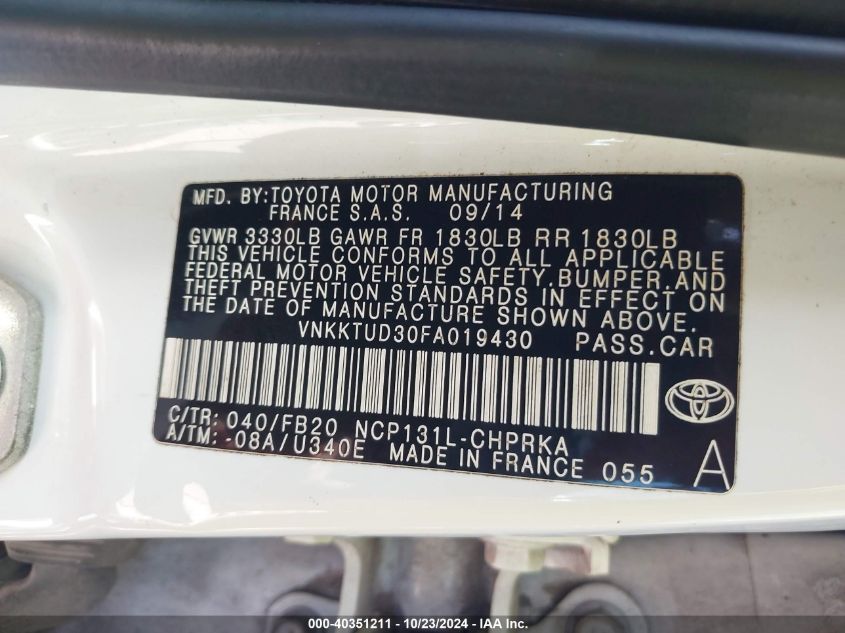 MFD. BY:TOYOTA MOTOR MANUFACTURING
FRANCE S.A.S. 09/14
GVWR 3330LB GAWR FR 1830LB RR 1830LB
THIS VEHICLE CONFORMS TO ALL APPLICABLE
FEDERAL MOTOR VEHICLE SAFETY.BUMPER.AND
THEFT PREVENTION STANDARDS IN EFFECT ON
THE DATE OF MANUFACTURE SHOWN ABOVE.
VNKKTUD30FA019430 PASS.CAR
C/TR: 040/FB20 NCP131L-CHPRKA
A/TM: -08A/U340E MADE IN FRANCE 055 A
000-40351211 - 10/23/2024 - IAA Inc.